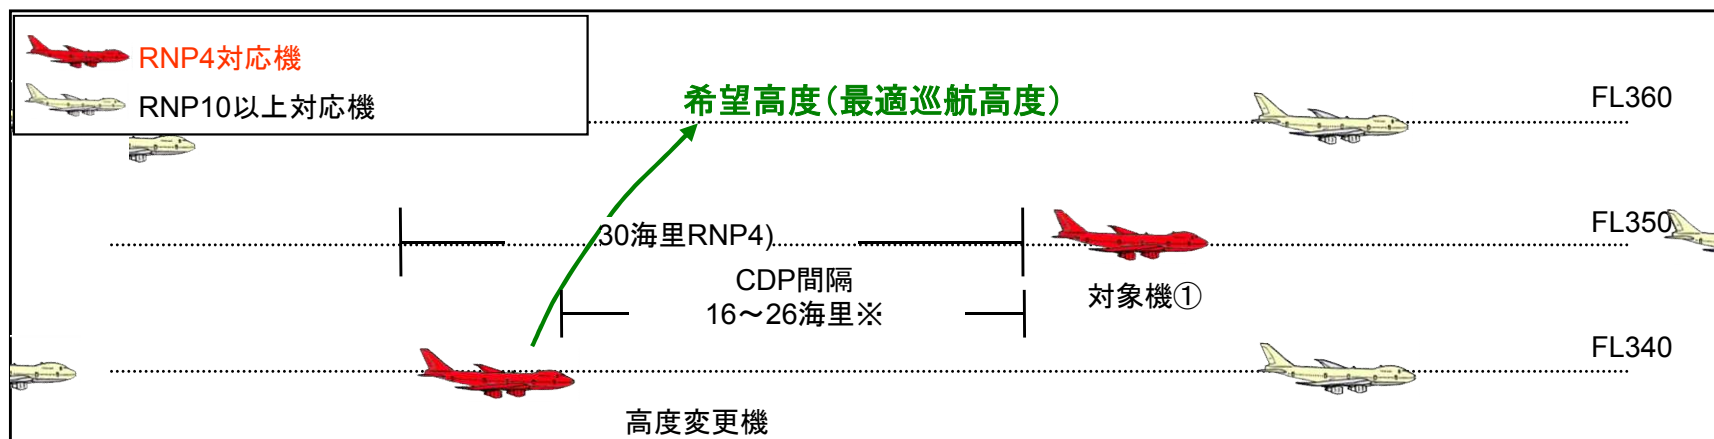 RNP4対応機
RNP10以上対応機
希望高度(最適巡航高度)
FL360
30海里RNP4)
FL350
CDP間隔
16～26海里※
対象機①
FL340
高度変更機